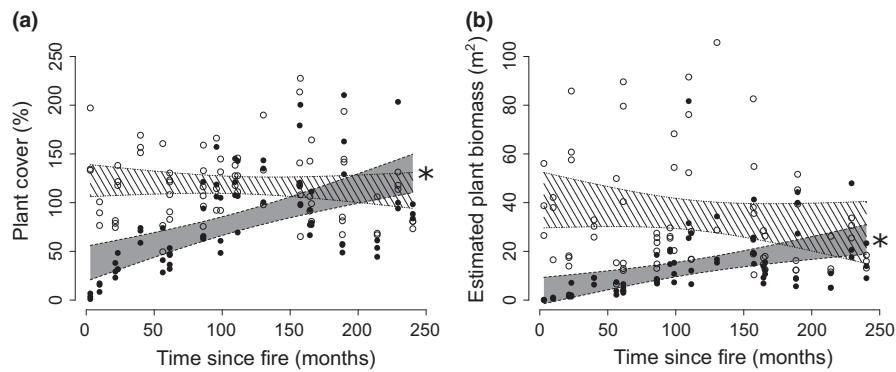 (a)
Plant cover (%)
250
200
150
100
50
0
0 50 100 150 200 250
Time since fire (months)
*
(b)
Estimated plant biomass (m²)
100
80
60
40
20
0
0 50 100 150 200 250
Time since fire (months)
*